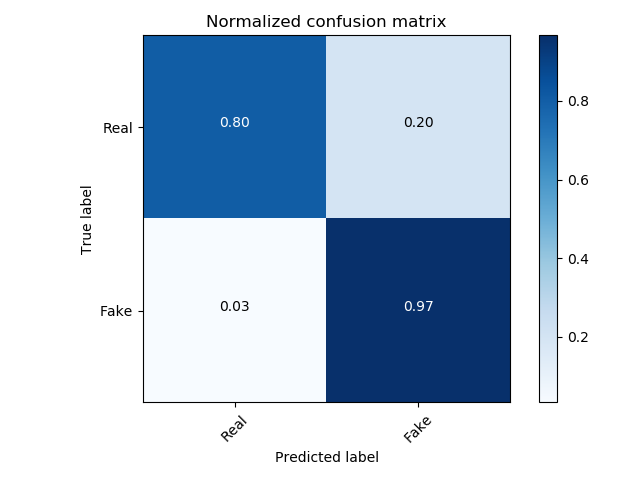 Normalized confusion matrix
True label
Real
0.80
0.20
0.8
0.6
0.4
0.2
Fake
0.03
0.97
Real
Fake
Predicted label